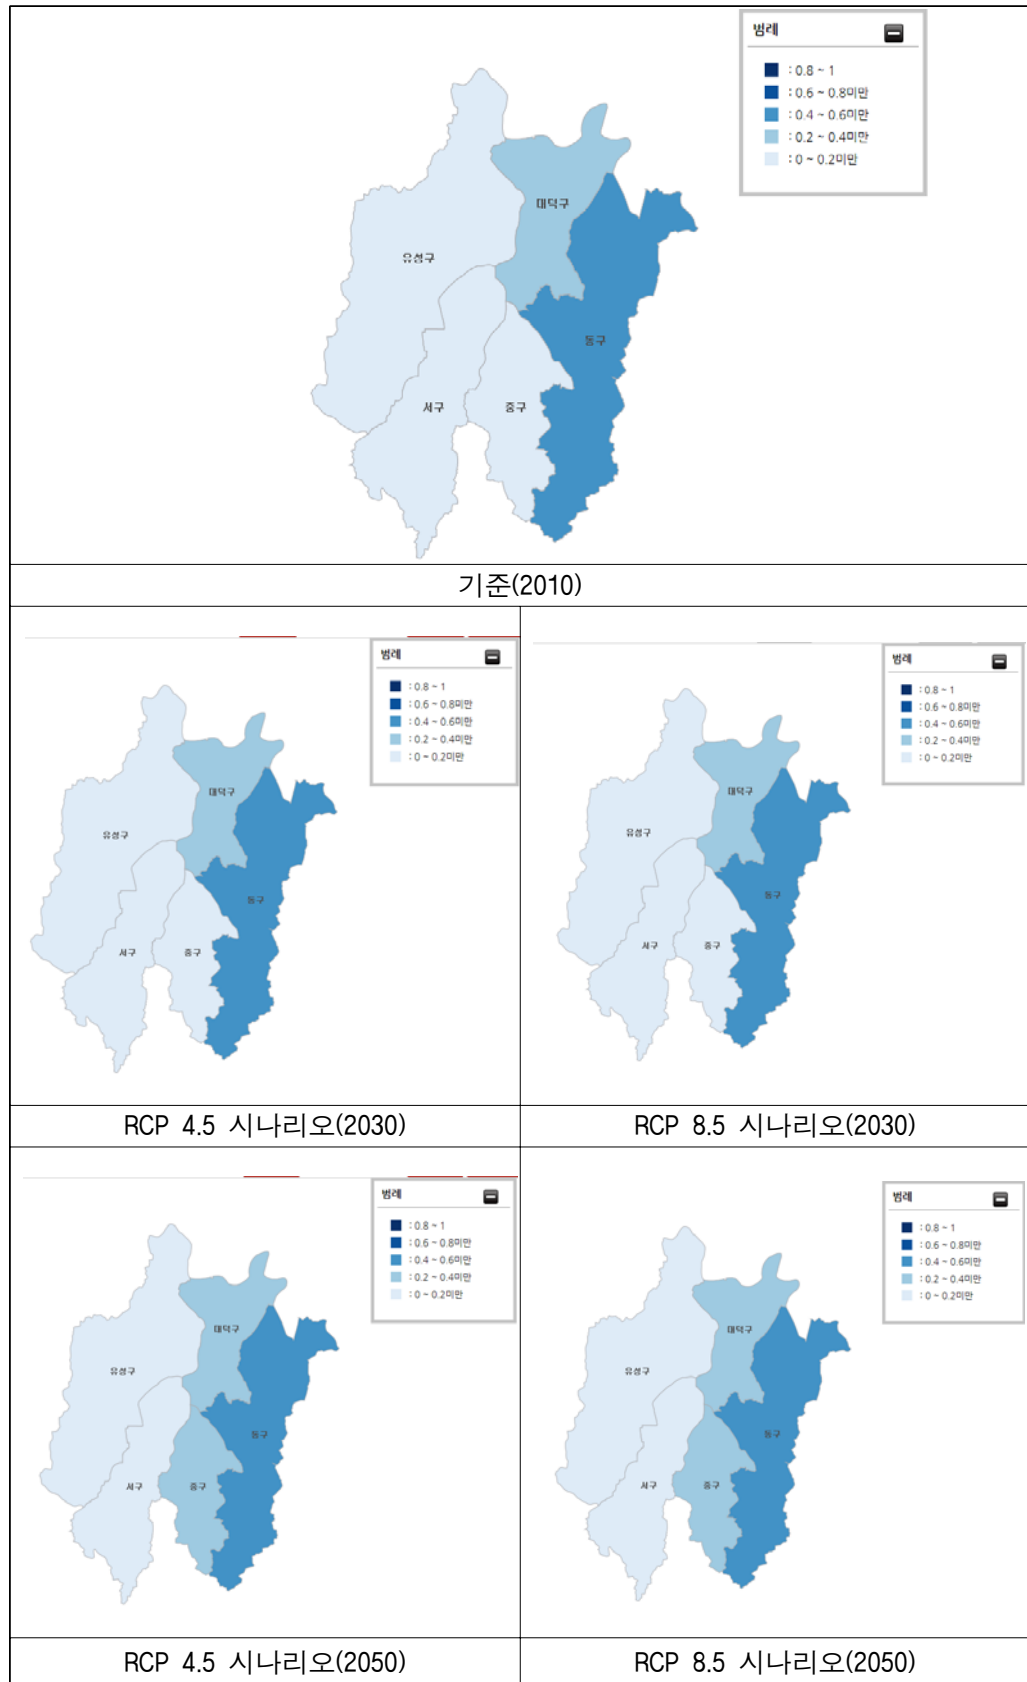 범례
: 0.8 ~ 1
: 0.6 ~ 0.8미만
: 0.4 ~ 0.6미만
: 0.2 ~ 0.4미만
: 0 ~ 0.2미만
대덕구
유성구
동구
서구
중구
기준(2010)
범례
: 0.8 ~ 1
: 0.6 ~ 0.8미만
: 0.4 ~ 0.6미만
: 0.2 ~ 0.4미만
: 0 ~ 0.2미만
대덕구
유성구
동구
서구
중구
RCP 4.5 시나리오(2030)
범례
: 0.8 ~ 1
: 0.6 ~ 0.8미만
: 0.4 ~ 0.6미만
: 0.2 ~ 0.4미만
: 0 ~ 0.2미만
대덕구
유성구
동구
서구
중구
RCP 8.5 시나리오(2030)
범례
: 0.8 ~ 1
: 0.6 ~ 0.8미만
: 0.4 ~ 0.6미만
: 0.2 ~ 0.4미만
: 0 ~ 0.2미만
대덕구
유성구
동구
서구
중구
RCP 4.5 시나리오(2050)
범례
: 0.8 ~ 1
: 0.6 ~ 0.8미만
: 0.4 ~ 0.6미만
: 0.2 ~ 0.4미만
: 0 ~ 0.2미만
대덕구
유성구
동구
서구
중구
RCP 8.5 시나리오(2050)